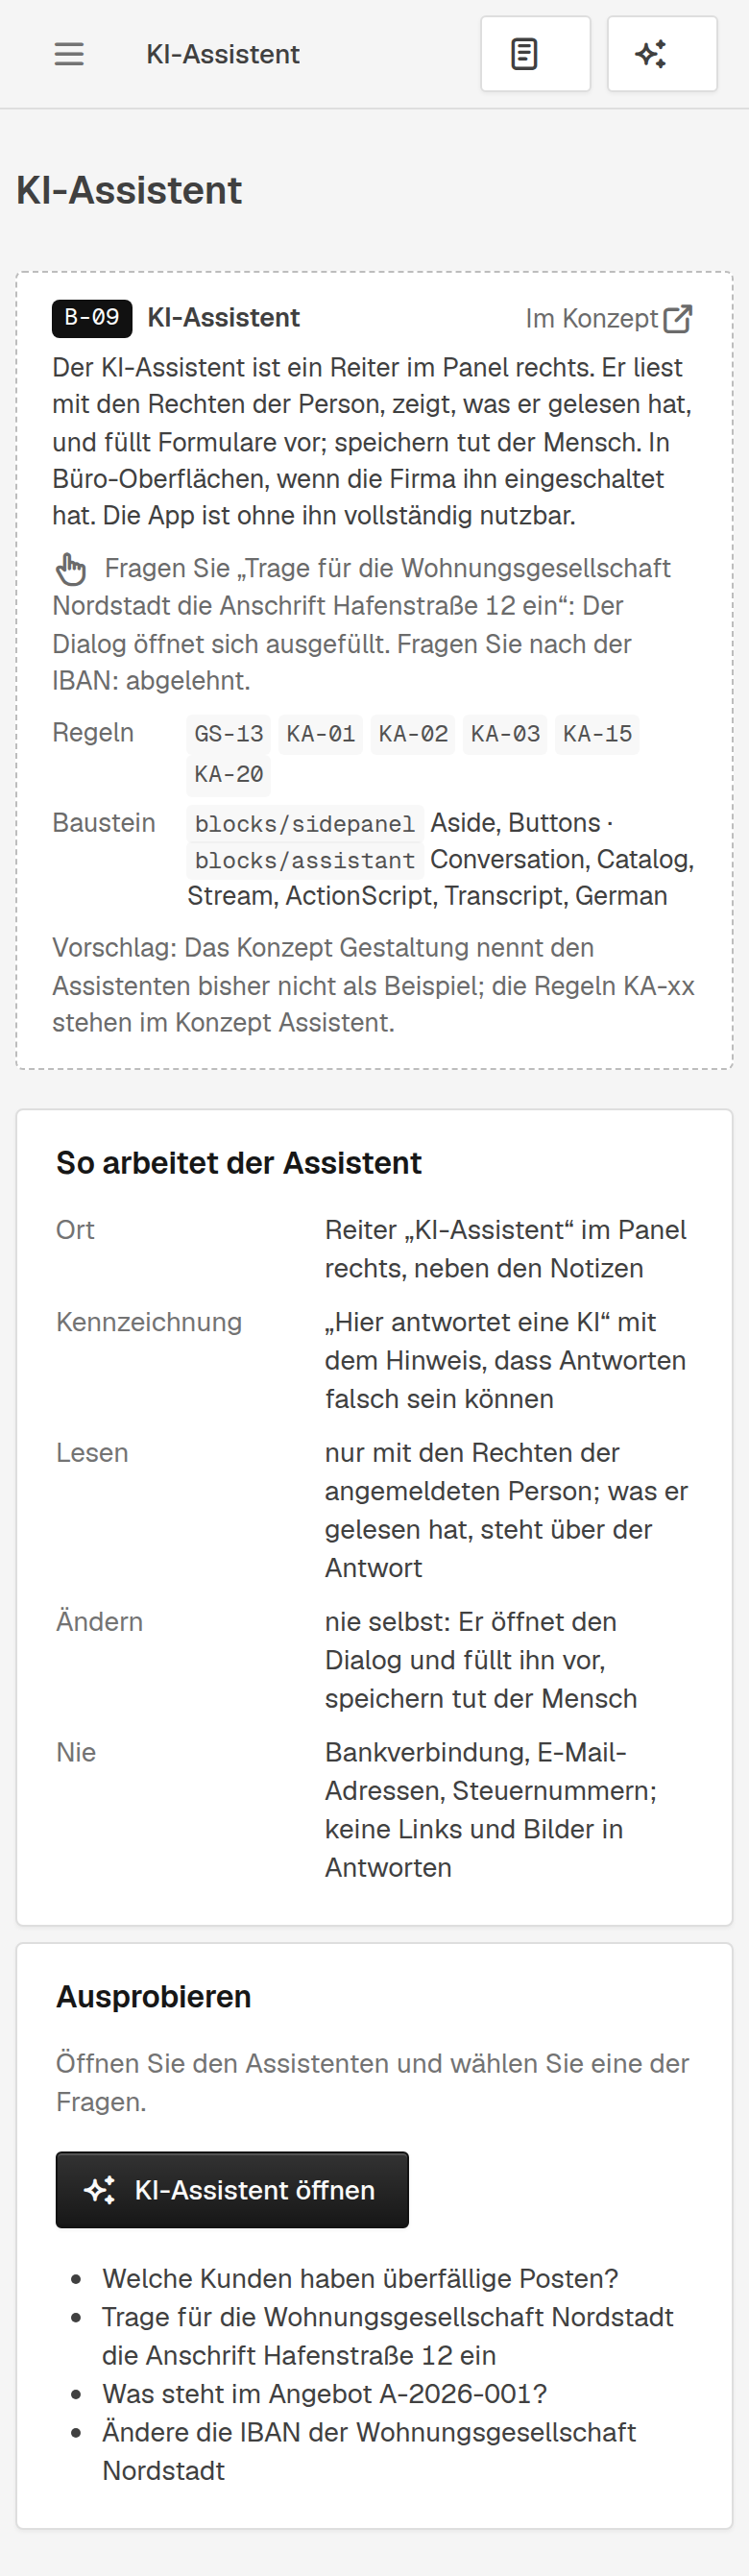 KI-Assistent
KI-Assistent
B-09 KI-Assistent Im Konzept
Der KI-Assistent ist ein Reiter im Panel rechts. Er liest
mit den Rechten der Person, zeigt, was er gelesen hat,
und füllt Formulare vor; speichern tut der Mensch. In
Büro-Oberflächen, wenn die Firma ihn eingeschaltet
hat. Die App ist ohne ihn vollständig nutzbar.
Fragen Sie „Trage für die Wohnungsgesellschaft
Nordstadt die Anschrift Hafenstraße 12 ein“: Der
Dialog öffnet sich ausgefüllt. Fragen Sie nach der
IBAN: abgelehnt.
Regeln GS-13 KA-01 KA-02 KA-03 KA-15
KA-20
Baustein blocks/sidepanel Aside, Buttons ·
blocks/assistant Conversation, Catalog,
Stream, ActionScript, Transcript, German
Vorschlag: Das Konzept Gestaltung nennt den
Assistenten bisher nicht als Beispiel; die Regeln KA-xx
stehen im Konzept Assistent.
So arbeitet der Assistent
Ort Reiter „KI-Assistent“ im Panel
rechts, neben den Notizen
Kennzeichnung „Hier antwortet eine KI“ mit
dem Hinweis, dass Antworten
falsch sein können
Lesen nur mit den Rechten der
angemeldeten Person; was er
gelesen hat, steht über der
Antwort
Ändern nie selbst: Er öffnet den
Dialog und füllt ihn vor,
speichern tut der Mensch
Nie Bankverbindung, E-Mail-
Adressen, Steuernummern;
keine Links und Bilder in
Antworten
Ausprobieren
Öffnen Sie den Assistenten und wählen Sie eine der
Fragen.
KI-Assistent öffnen
• Welche Kunden haben überfällige Posten?
• Trage für die Wohnungsgesellschaft Nordstadt
die Anschrift Hafenstraße 12 ein
• Was steht im Angebot A-2026-001?
• Ändere die IBAN der Wohnungsgesellschaft
Nordstadt